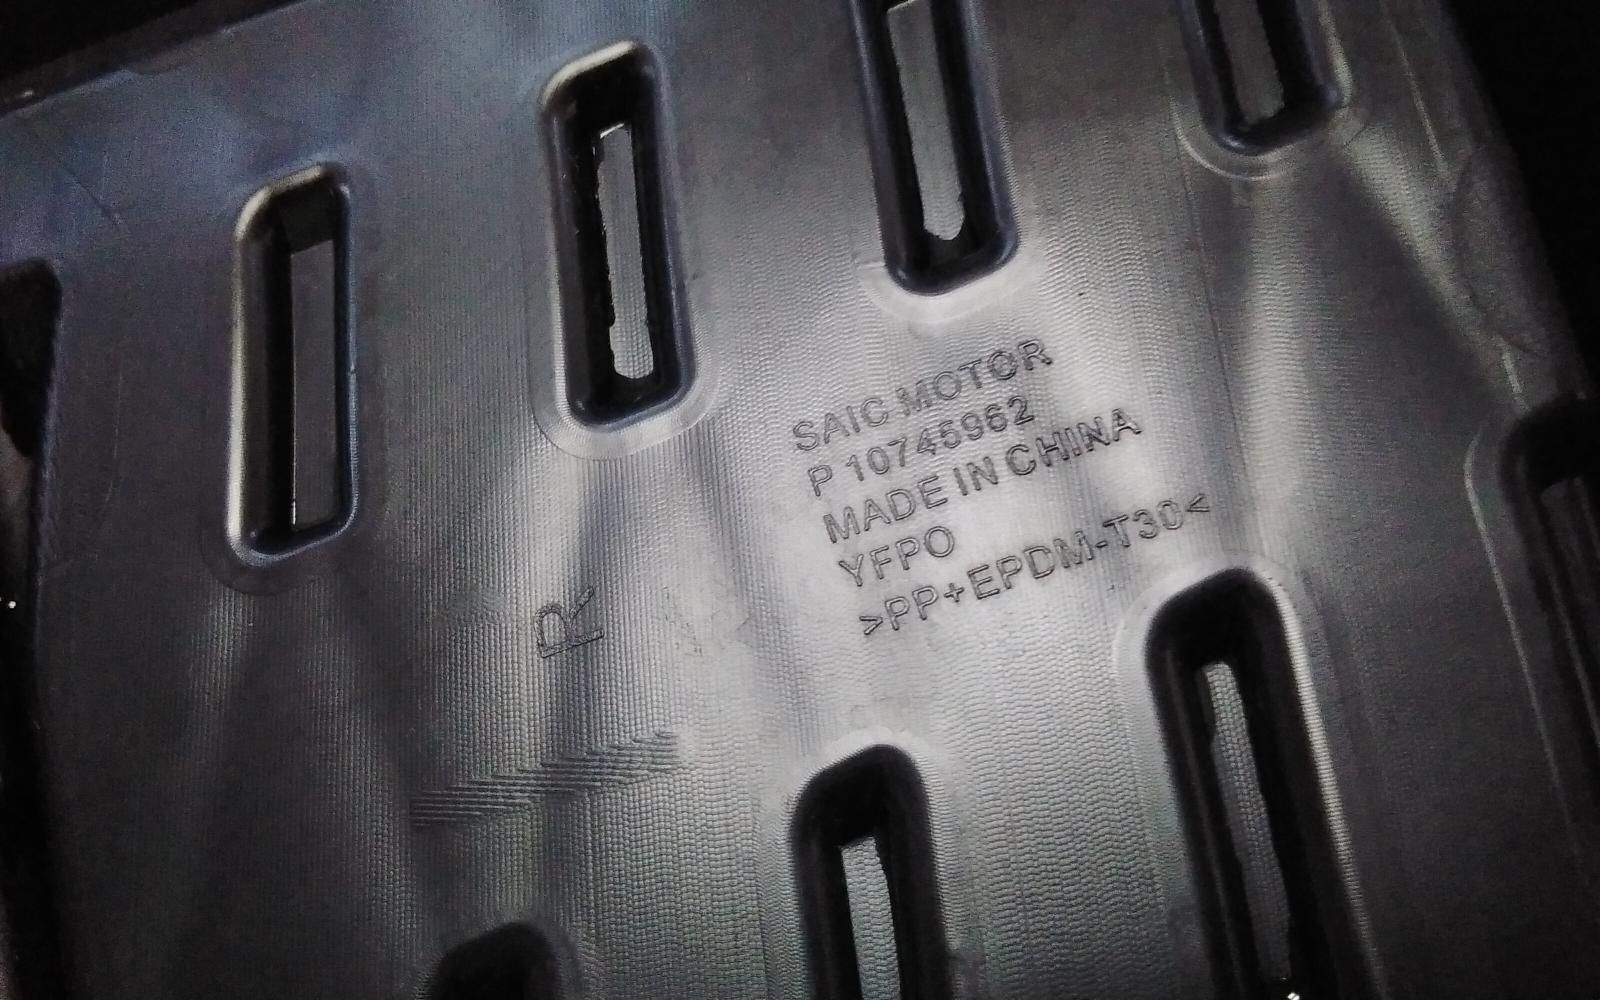 SAIC MOTOR
P 10745962
MADE IN CHINA
YFPO
>PP+EPDM-T30<
R